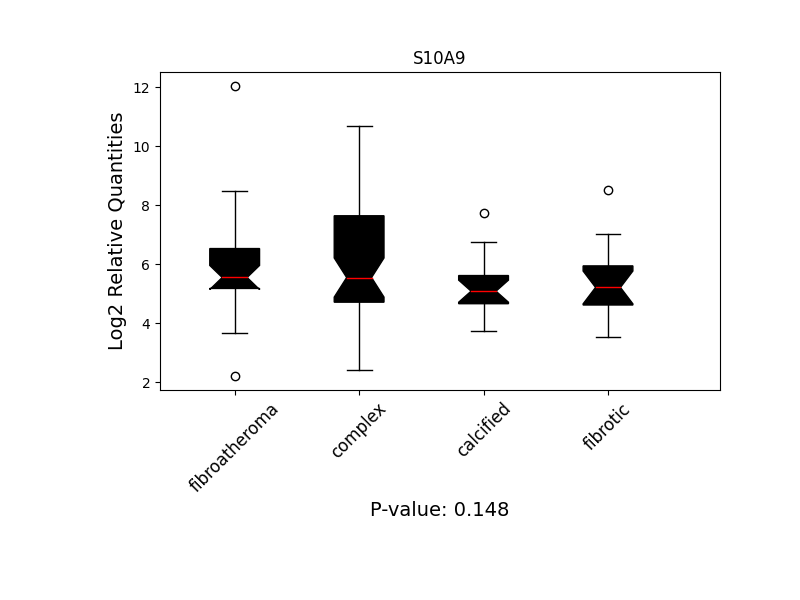 S10A9
Log2 Relative Quantities
12
10
8
6
4
2
fibroatheroma
complex
calcified
fibrotic
P-value: 0.148